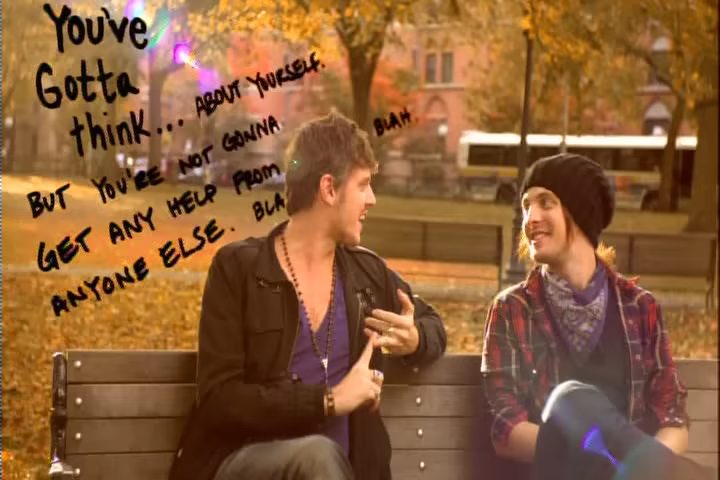 You've
Gotta
think... ABOUT YOURSELF.
BUT YOU'RE NOT GONNA
GET ANY HELP FROM
ANYONE ELSE. BLA BLAH.